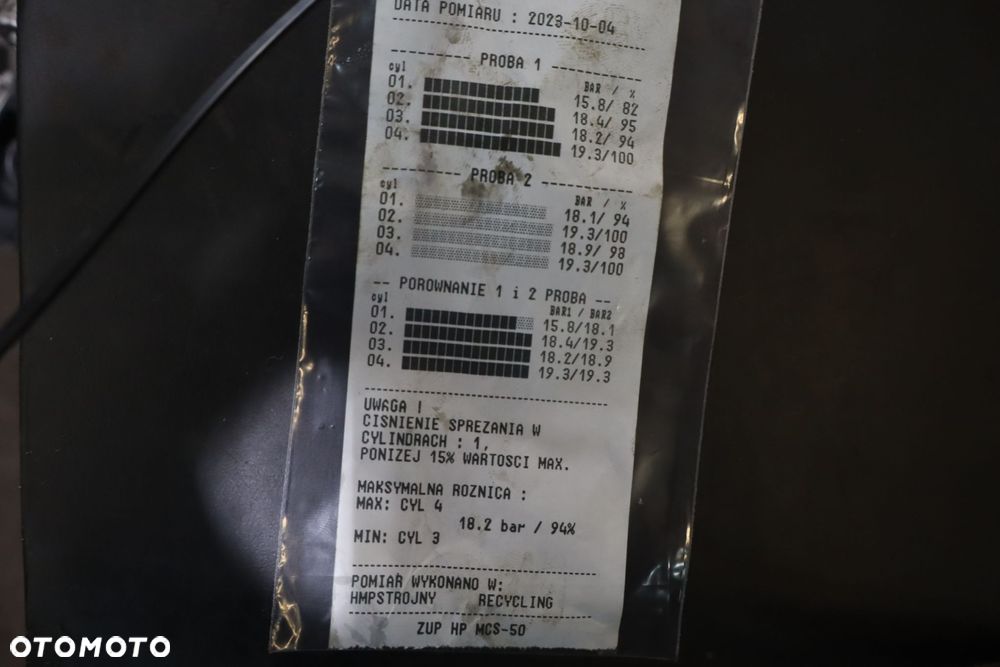 DATA POMIARU : 2023-10-04
PROBA 1
cyl BAR / %
01. 15.8/ 82
02. 18.4/ 95
03. 18.2/ 94
04. 19.3/100
PROBA 2
cyl BAR / %
01. 18.1/ 94
02. 19.3/100
03. 18.9/ 98
04. 19.3/100
-- POROWNANIE 1 i 2 PROBA --
cyl BAR1 / BAR2
01. 15.8/18.1
02. 18.4/19.3
03. 18.2/18.9
04. 19.3/19.3
UWAGA !
CISNIENIE SPREZANIA W
CYLINDRACH : 1,
PONIZEJ 15% WARTOSCI MAX.
MAKSYMALNA ROZNICA :
MAX: CYL 4
18.2 bar / 94%
MIN: CYL 3
POMIAR WYKONANO W:
HMPSTROJNY RECYCLING
ZUP HP MCS-50
OTOMOTO